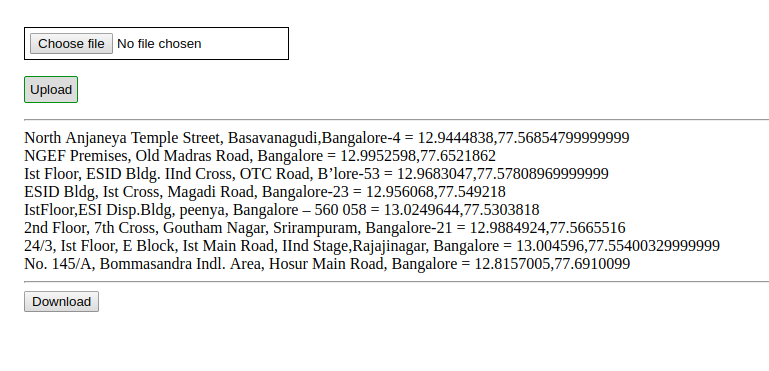 Choose file No file chosen
Upload
North Anjaneya Temple Street, Basavanagudi,Bangalore-4 = 12.9444838,77.56854799999999
NGEF Premises, Old Madras Road, Bangalore = 12.9952598,77.6521862
Ist Floor, ESID Bldg. IInd Cross, OTC Road, B’lore-53 = 12.9683047,77.57808969999999
ESID Bldg, Ist Cross, Magadi Road, Bangalore-23 = 12.956068,77.549218
IstFloor,ESI Disp.Bldg, peenya, Bangalore – 560 058 = 13.0249644,77.5303818
2nd Floor, 7th Cross, Goutham Nagar, Srirampuram, Bangalore-21 = 12.9884924,77.5665516
24/3, Ist Floor, E Block, Ist Main Road, IInd Stage,Rajajinagar, Bangalore = 13.004596,77.55400329999999
No. 145/A, Bommasandra Indl. Area, Hosur Main Road, Bangalore = 12.8157005,77.6910099
Download